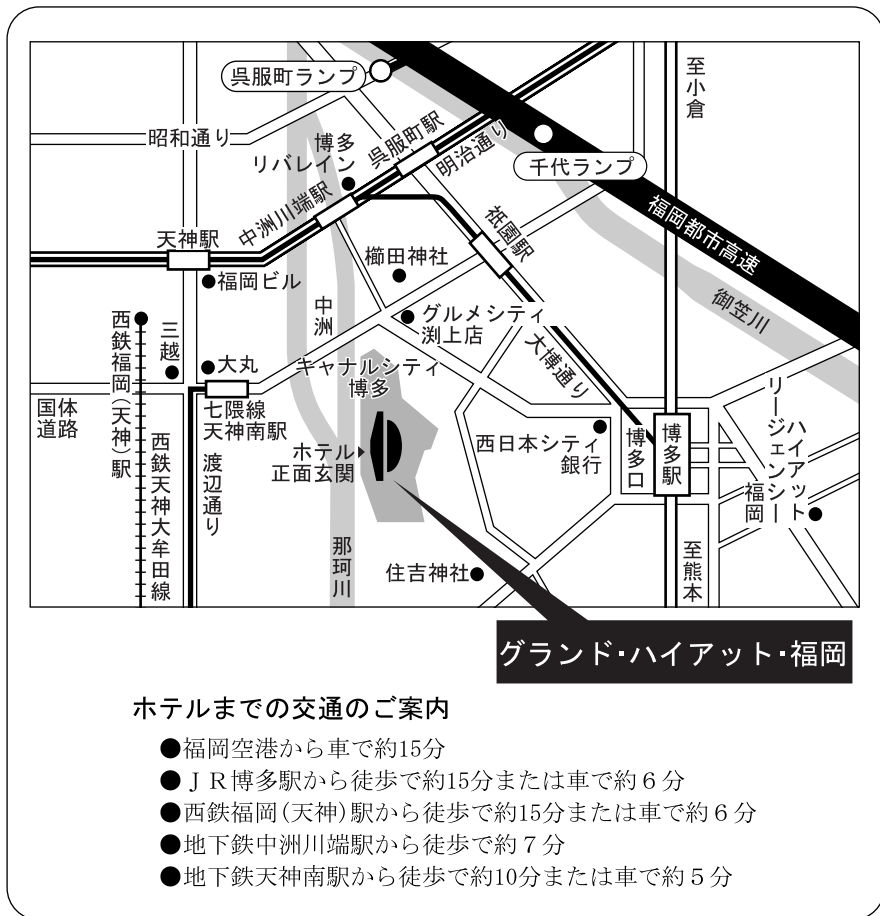 呉服町ランプ
至小倉
昭和通り
博多
リバレイン
呉服町駅
明治通り
千代ランプ
中洲川端駅
祇園駅
福岡都市高速
天神駅
櫛田神社
福岡ビル
中洲
御笠川
グルメシティ
渕上店
西鉄福岡(天神)駅
三越
大丸
キャナルシティ
博多
大博通り
国体
道路
七隈線
天神南駅
西日本シティ
銀行
博多口
博多駅
ハイアット
リージェンシー
福岡
ホテル
正面玄関
西鉄天神大牟田線
渡辺通り
那珂川
住吉神社
至熊本
グランド・ハイアット・福岡
ホテルまでの交通のご案内
●福岡空港から車で約15分
●ＪＲ博多駅から徒歩で約15分または車で約６分
●西鉄福岡(天神)駅から徒歩で約15分または車で約６分
●地下鉄中洲川端駅から徒歩で約７分
●地下鉄天神南駅から徒歩で約10分または車で約５分